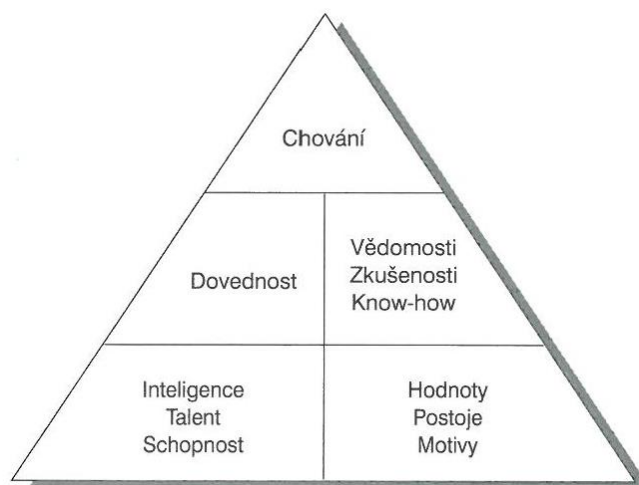 Chování
Dovednost
Vědomosti
Zkušenosti
Know-how
Inteligence
Talent
Schopnost
Hodnoty
Postoje
Motivy